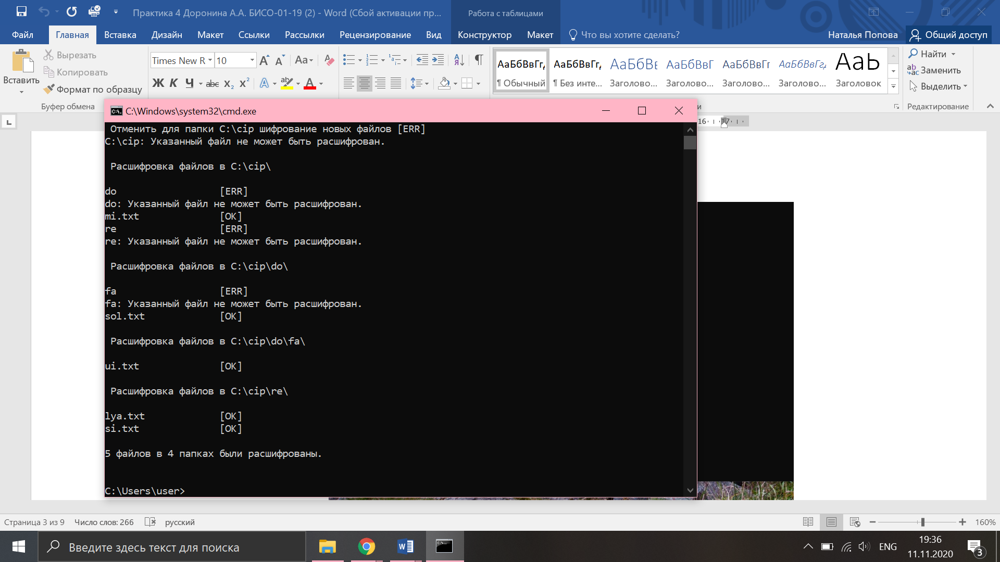 Практика 4 Доронина А.А. БИСО-01-19 (2) - Word (Сбой активации пр...
Работа с таблицами
Файл Главная Вставка Дизайн Макет Ссылки Рассылки Рецензирование Вид Конструктор Макет Что вы хотите сделать? Наталья Попова Общий доступ
Вставить
Вырезать
Копировать
Формат по образцу
Буфер обмена
Times New R 10
Aa
Ж К Ч abc x₂ x² A ab A
АаБбВвГг, АаБбВвГг, АаБбВв АаБбВвГ АаБбВвГг АаБбВвГг, АаЬ
¶ Обычный ¶ Без инте... Заголово... Заголово... Заголово... Заголово... Заголовок
Найти
Заменить
Выделить
Редактирование
16 17
C:\Windows\system32\cmd.exe
Отменить для папки C:\cip шифрование новых файлов [ERR]
C:\cip: Указанный файл не может быть расшифрован.
Расшифровка файлов в C:\cip\
do [ERR]
do: Указанный файл не может быть расшифрован.
mi.txt [OK]
re [ERR]
re: Указанный файл не может быть расшифрован.
Расшифровка файлов в C:\cip\do\
fa [ERR]
fa: Указанный файл не может быть расшифрован.
sol.txt [OK]
Расшифровка файлов в C:\cip\do\fa\
ui.txt [OK]
Расшифровка файлов в C:\cip\re\
lya.txt [OK]
si.txt [OK]
5 файлов в 4 папках были расшифрованы.
C:\Users\user>
Страница 3 из 9 Число слов: 266 русский 160%
Введите здесь текст для поиска
ENG
19:36
11.11.2020
3